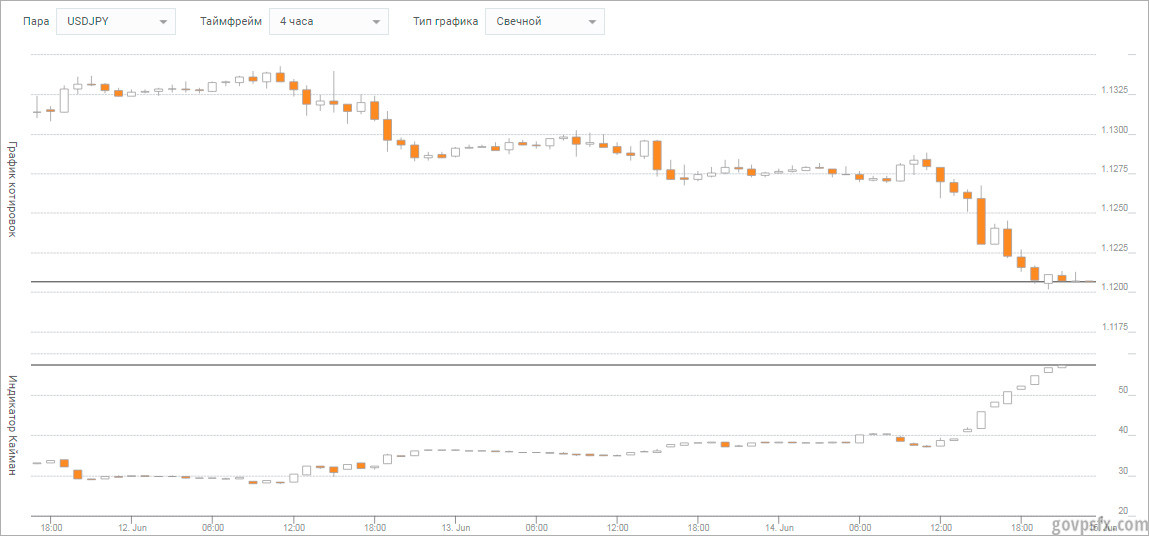 Пара USDJPY Таймфрейм 4 часа Тип графика Свечной
График котировок
1.1325
1.1300
1.1275
1.1250
1.1225
1.1200
1.1175
Индикатор Кайман
50
40
30
20
18:00 12. Jun 06:00 12:00 18:00 13. Jun 06:00 12:00 18:00 14. Jun 06:00 12:00 18:00 Jun
govpsfx.com